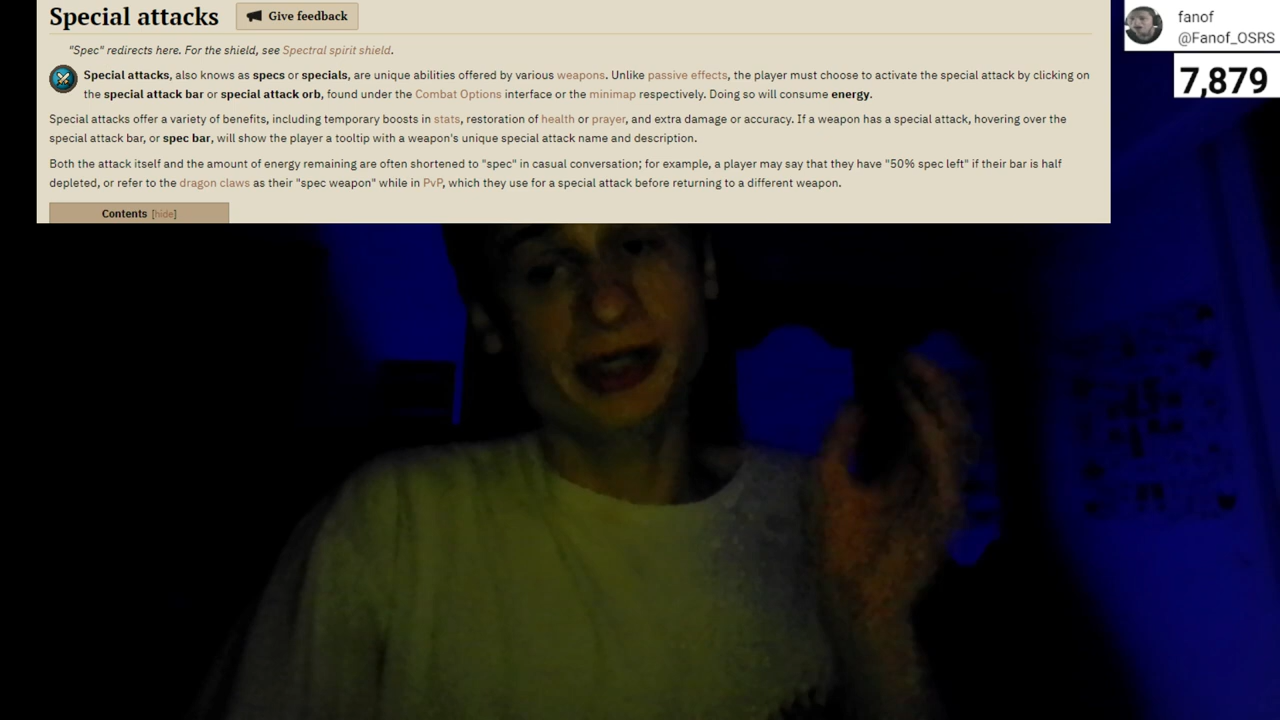 Special attacks
Give feedback
"Spec" redirects here. For the shield, see Spectral spirit shield.
Special attacks, also known as specs or specials, are unique abilities offered by various weapons. Unlike passive effects, the player must choose to activate the special attack by clicking on
the special attack bar or special attack orb, found under the Combat Options interface or the minimap respectively. Doing so will consume energy.
Special attacks offer a variety of benefits, including temporary boosts in stats, restoration of health or prayer, and extra damage or accuracy. If a weapon has a special attack, hovering over the
special attack bar, or spec bar, will show the player a tooltip with a weapon's unique special attack name and description.
Both the attack itself and the amount of energy remaining are often shortened to "spec" in casual conversation; for example, a player may say that they have "50% spec left" if their bar is half
depleted, or refer to the dragon claws as their "spec weapon" while in PvP, which they use for a special attack before returning to a different weapon.
Contents [hide]
fanof
@Fanof_OSRS
7,879